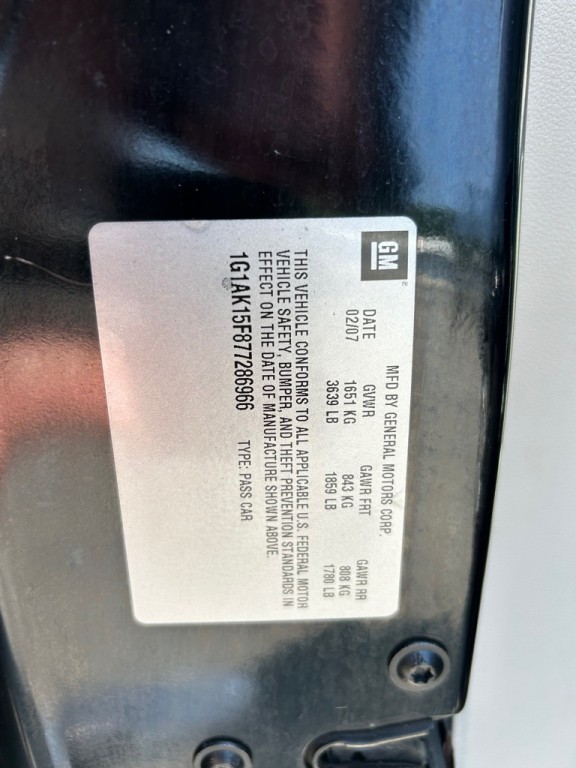 GM
MFD BY GENERAL MOTORS CORP.
DATE GVWR GAWR FRT GAWR RR
02/07 1651 KG 843 KG 808 KG
3639 LB 1859 LB 1780 LB
THIS VEHICLE CONFORMS TO ALL APPLICABLE U.S. FEDERAL MOTOR
VEHICLE SAFETY, BUMPER, AND THEFT PREVENTION STANDARDS IN
EFFECT ON THE DATE OF MANUFACTURE SHOWN ABOVE.
1G1AK15F877286966 TYPE: PASS CAR